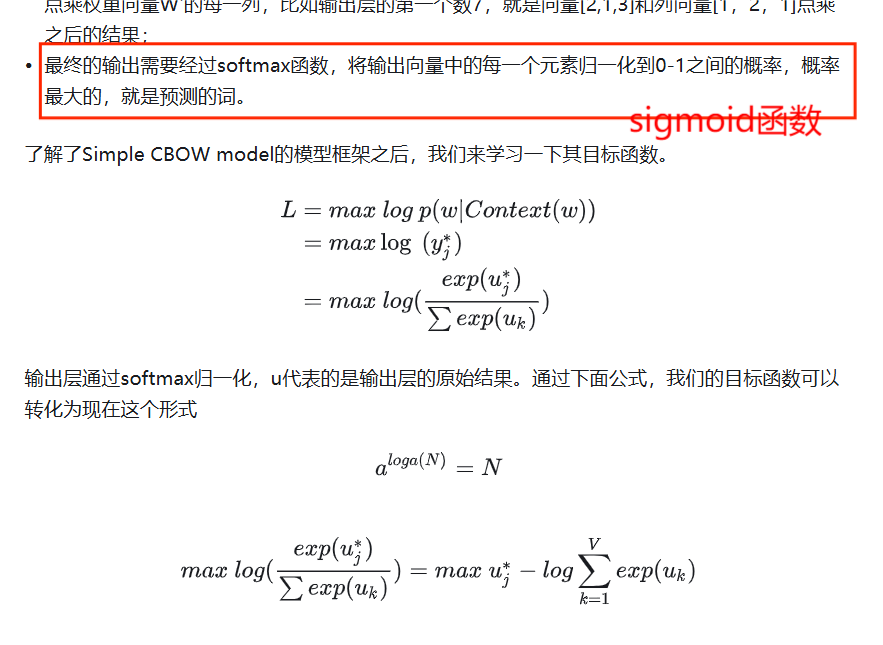 点乘权重向量W'的每一列，比如输出层的第一个数7，就是向量[2,1,3]和列向量[1，2，1]点乘
之后的结果；
• 最终的输出需要经过softmax函数，将输出向量中的每一个元素归一化到0-1之间的概率，概率
最大的，就是预测的词。
sigmoid函数
了解了Simple CBOW model的模型框架之后，我们来学习一下其目标函数。
L = max log p(w|Context(w))
= max log (y_j^*)
= max log(\frac{exp(u_j^*)}{\sum exp(u_k)})
输出层通过softmax归一化，u代表的是输出层的原始结果。通过下面公式，我们的目标函数可以
转化为现在这个形式
a^{loga(N)} = N
max log(\frac{exp(u_j^*)}{\sum exp(u_k)}) = max u_j^* - log \sum_{k=1}^{V} exp(u_k)